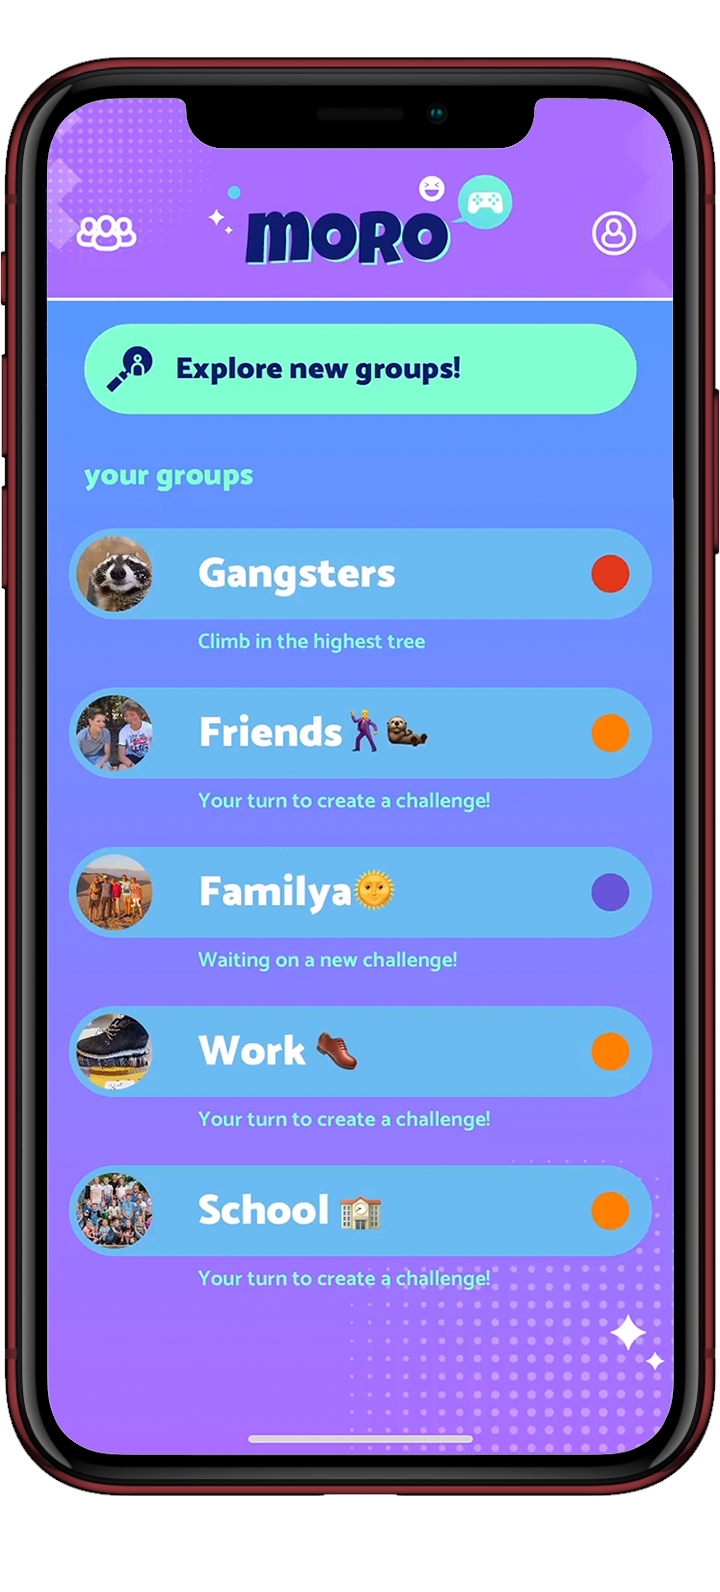 moRo
Explore new groups!
your groups
Gangsters
Climb in the highest tree
Friends
Your turn to create a challenge!
Familya
Waiting on a new challenge!
Work
Your turn to create a challenge!
School
Your turn to create a challenge!